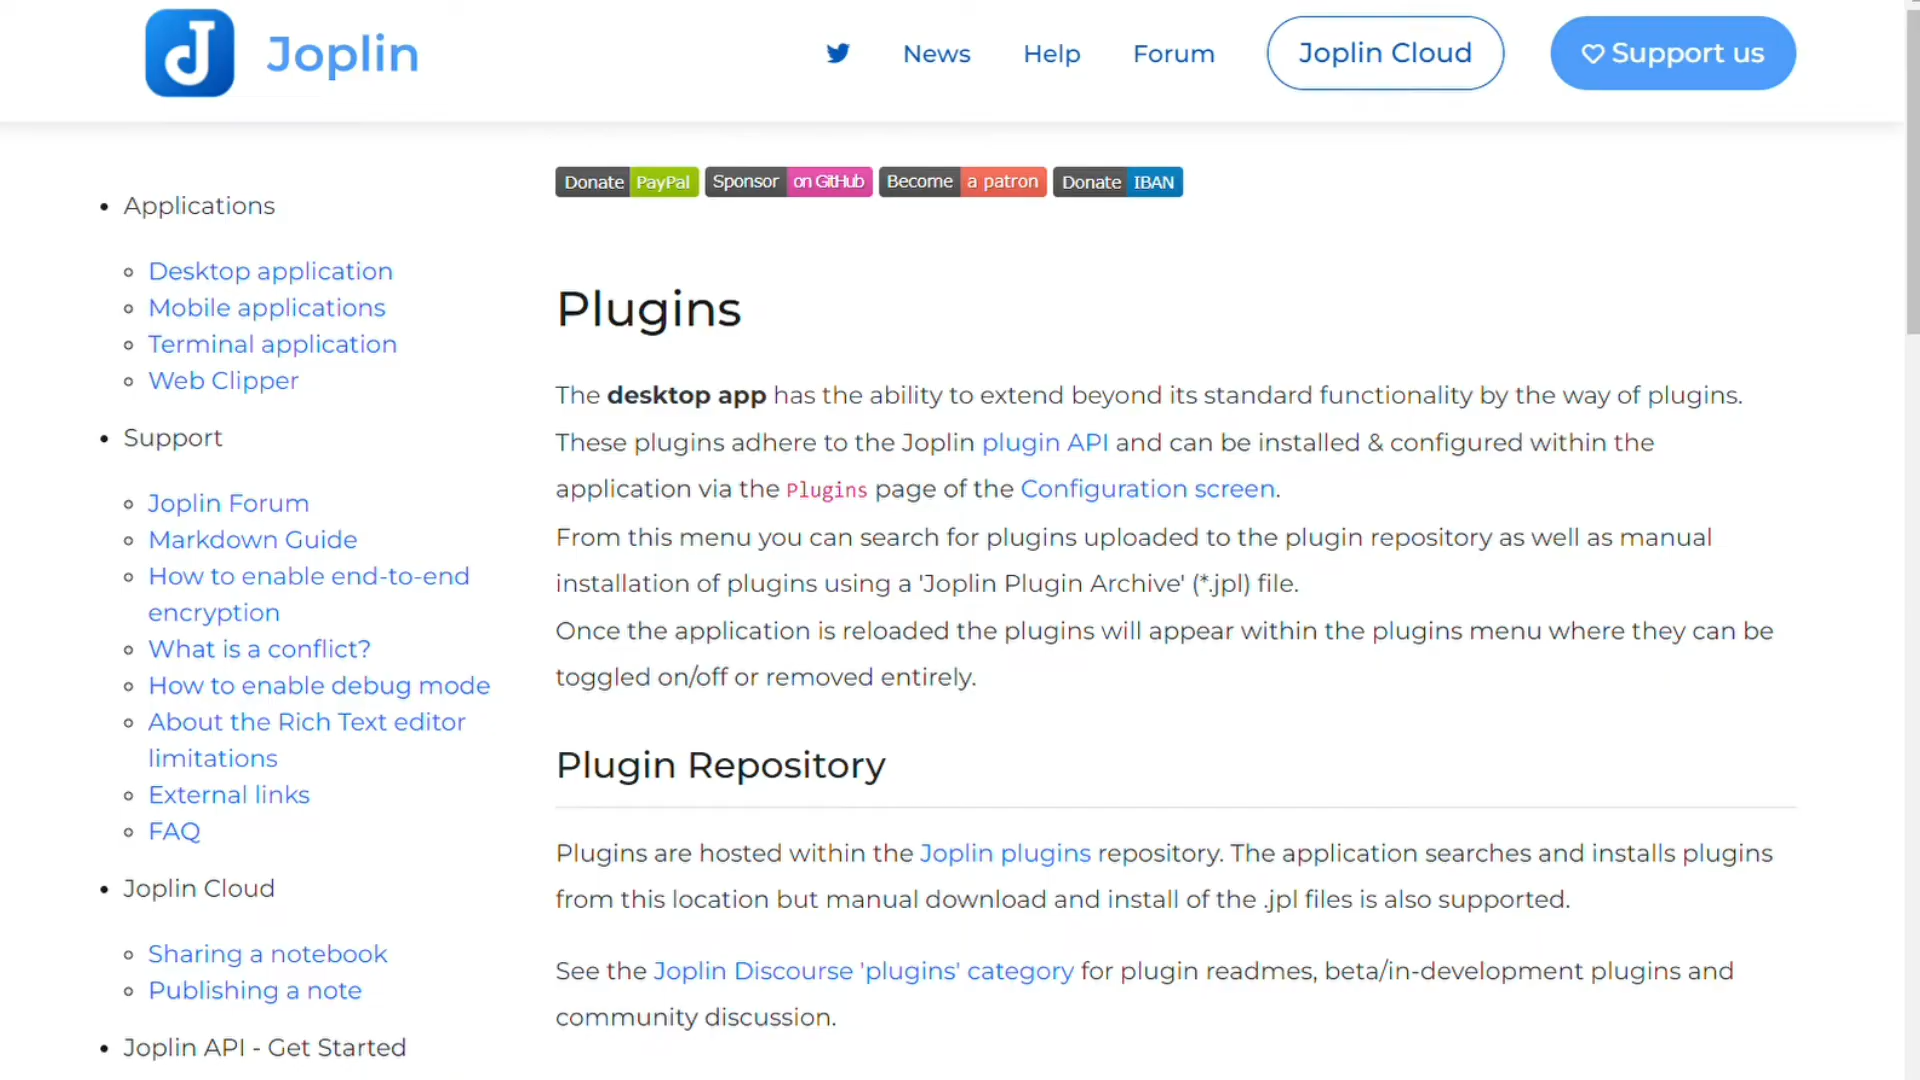 Joplin
News
Help
Forum
Joplin Cloud
Support us
Donate PayPal
Sponsor on GitHub
Become a patron
Donate IBAN
Applications
Desktop application
Mobile applications
Terminal application
Web Clipper
Support
Joplin Forum
Markdown Guide
How to enable end-to-end
encryption
What is a conflict?
How to enable debug mode
About the Rich Text editor
limitations
External links
FAQ
Joplin Cloud
Sharing a notebook
Publishing a note
Joplin API - Get Started
Plugins
The desktop app has the ability to extend beyond its standard functionality by the way of plugins.
These plugins adhere to the Joplin plugin API and can be installed & configured within the
application via the Plugins page of the Configuration screen.
From this menu you can search for plugins uploaded to the plugin repository as well as manual
installation of plugins using a 'Joplin Plugin Archive' (*.jpl) file.
Once the application is reloaded the plugins will appear within the plugins menu where they can be
toggled on/off or removed entirely.
Plugin Repository
Plugins are hosted within the Joplin plugins repository. The application searches and installs plugins
from this location but manual download and install of the .jpl files is also supported.
See the Joplin Discourse 'plugins' category for plugin readmes, beta/in-development plugins and
community discussion.